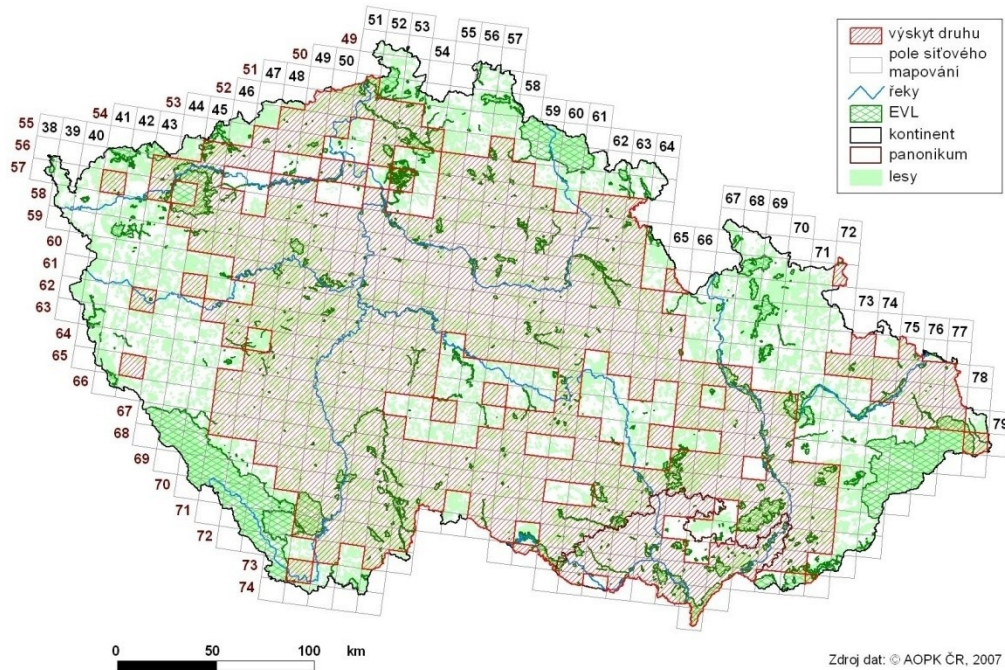 51 52 53
54
55 56 57
58
59 60 61
62 63 64
65 66
67 68 69
70
71
72
73 74
75 76 77
78
79
49
50
49 50
51
47 48
52
46
53
44 45
54
41 42 43
55
38 39 40
56
57
58
59
60
61
62
63
64
65
66
67
68
69
70
71
72
73
74
výskyt druhu
pole síťového
mapování
řeky
EVL
kontinent
panonikum
lesy
0 50 100 km
Zdroj dat: © AOPK ČR, 2007